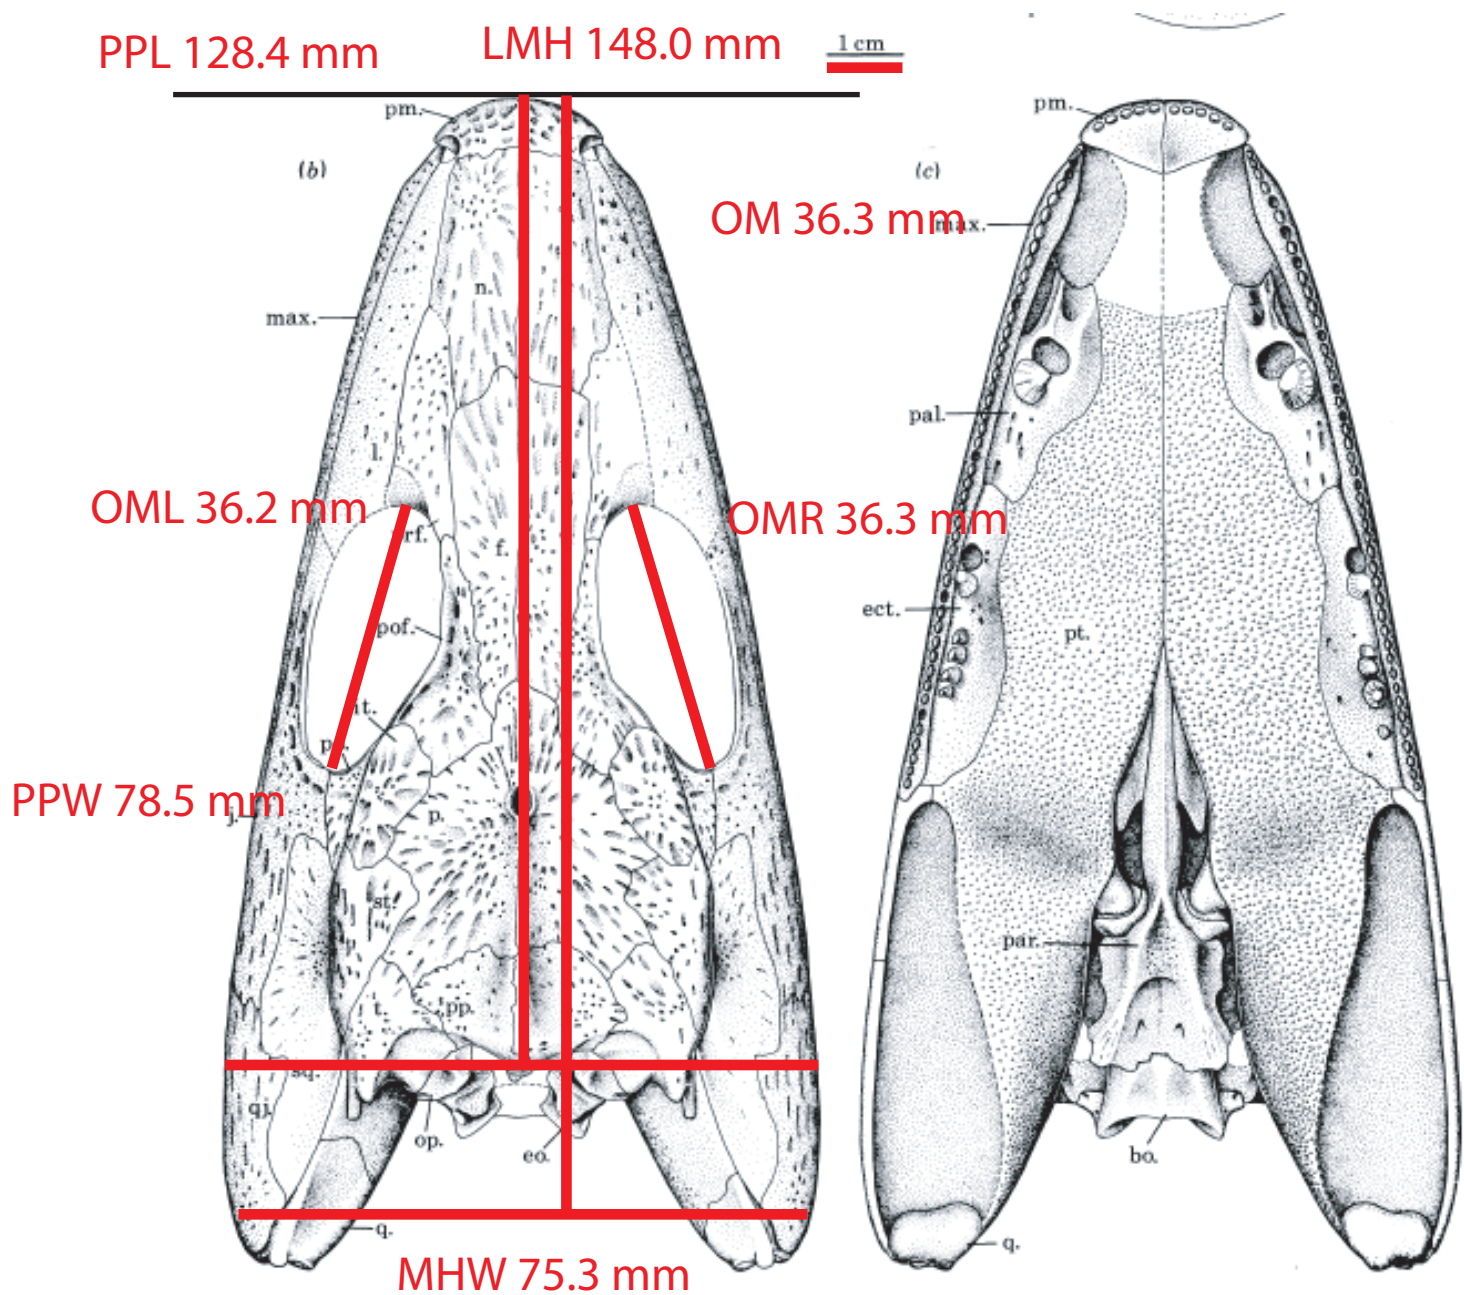 PPL 128.4 mm
LMH 148.0 mm
1 cm
pm.
pm.
(b)
(c)
OM 36.3 mm
max.
n.
max.
pal.
l.
OML 36.2 mm
OMR 36.3 mm
rf.
f.
ect.
pof.
pt.
it.
PPW 78.5 mm
j.
p.
st.
par.
t.
pp.
sq.
qj.
op.
eo.
bo.
q.
q.
MHW 75.3 mm